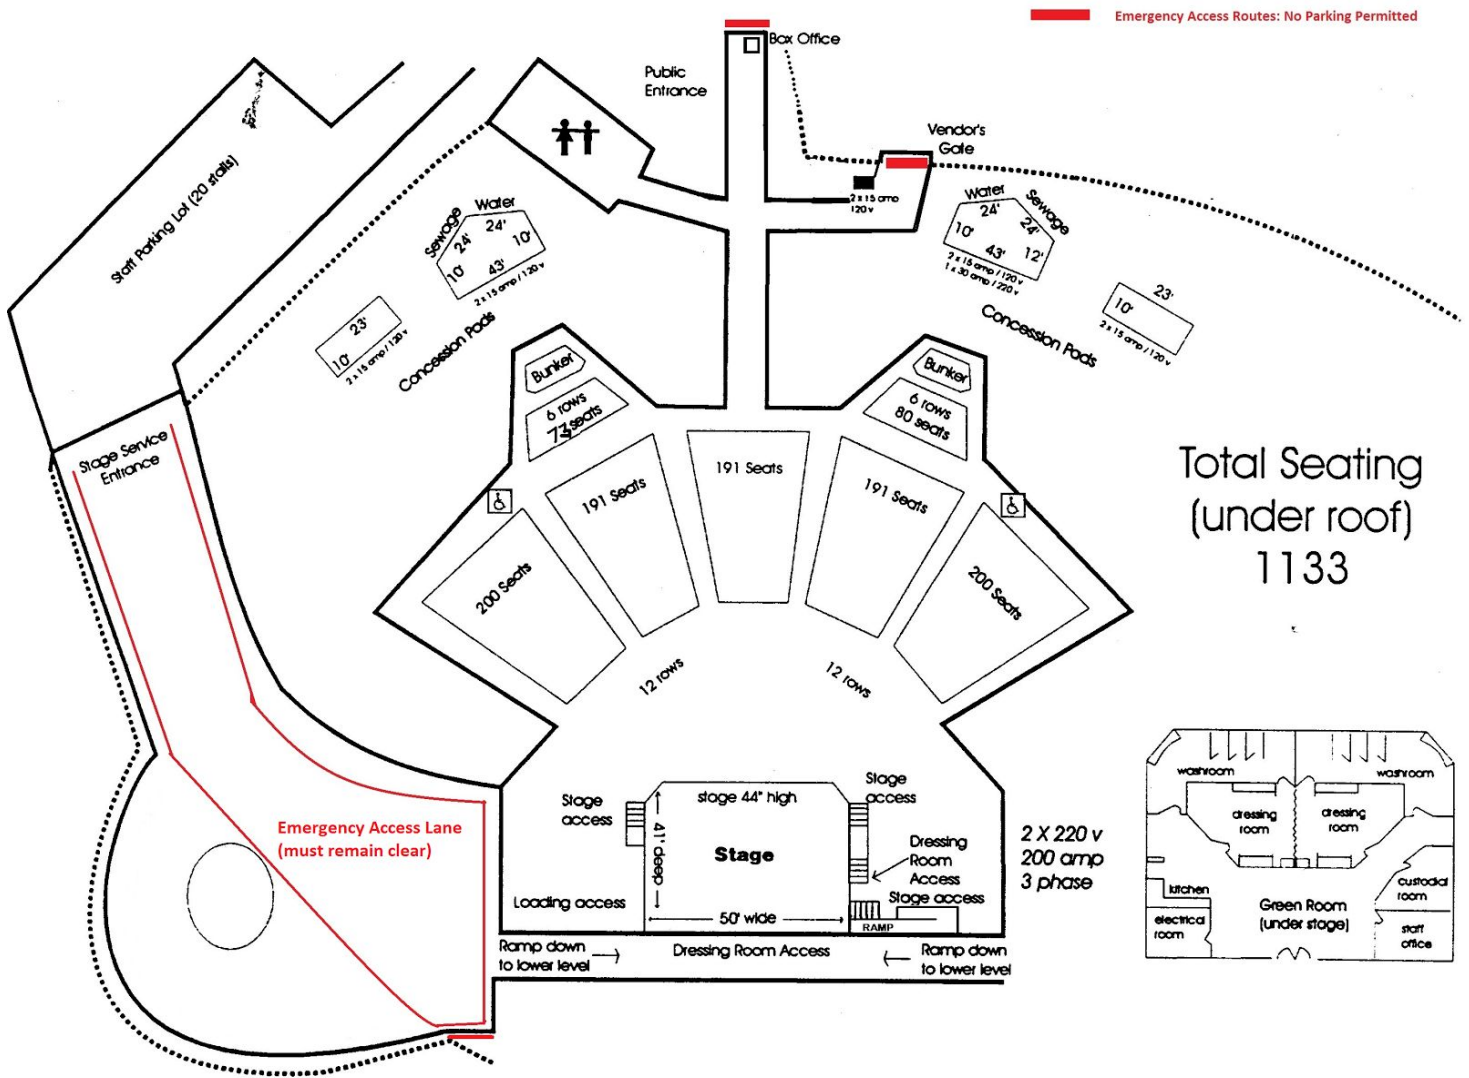 Emergency Access Routes: No Parking Permitted
Box Office
Public
Entrance
Vendor's
Gate
2 x 15 amp
120 v
Staff Parking Lot (20 stalls)
Sewage
Water
24'
24'
10'
10'
43'
2 x 15 amp / 120 v
23'
10'
2 x 15 amp / 120 v
Concession Pads
Water
Sewage
24'
24'
10'
43'
12'
2 x 15 amp / 120 v
1 x 30 amp / 220 v
23'
10'
2 x 15 amp / 120 v
Concession Pads
Bunker
6 rows
73 seats
Bunker
6 rows
80 seats
Stage Service
Entrance
191 Seats
191 Seats
191 Seats
200 Seats
200 Seats
12 rows
12 rows
Total Seating
(under roof)
1133
Emergency Access Lane
(must remain clear)
Stage
access
stage 44" high
Stage
access
41' deep
Stage
50' wide
Dressing
Room
Access
Stage access
RAMP
Loading access
2 X 220 v
200 amp
3 phase
Ramp down
to lower level
Dressing Room Access
Ramp down
to lower level
washroom
washroom
dressing
room
dressing
room
kitchen
electrical
room
Green Room
(under stage)
custodial
room
staff
office